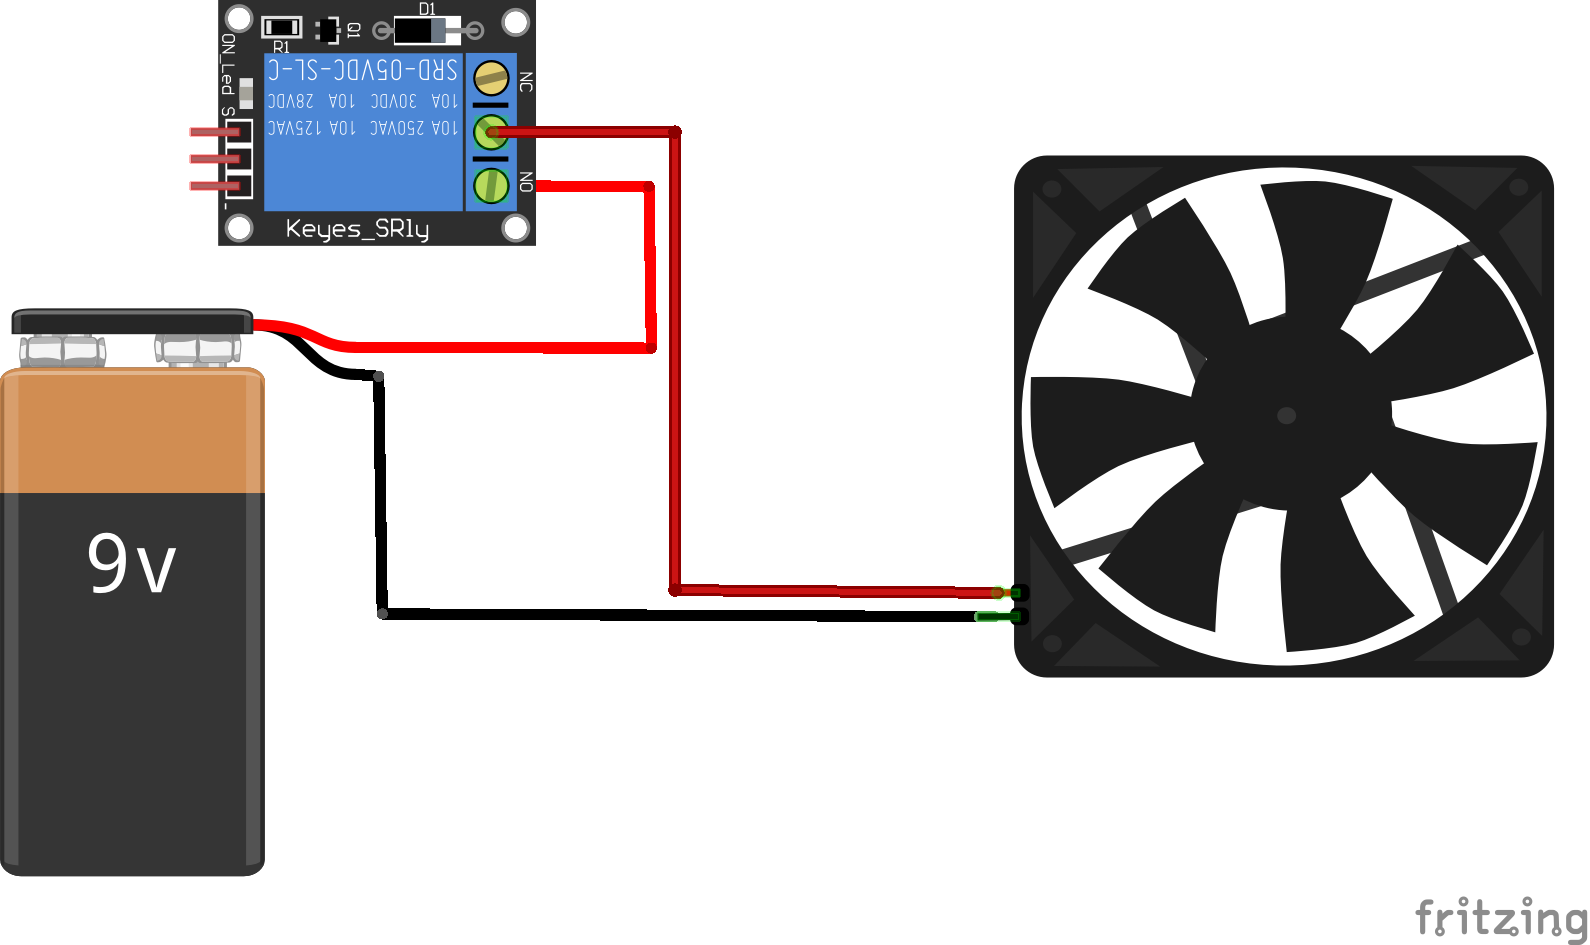 D1
Q1
R1
ON_Led
SRD-05VDC-SL-C
10A 30VDC 10A 28VDC
10A 250VAC 10A 125VAC
NC
S
NO
-
Keyes_SRly
9v
fritzing